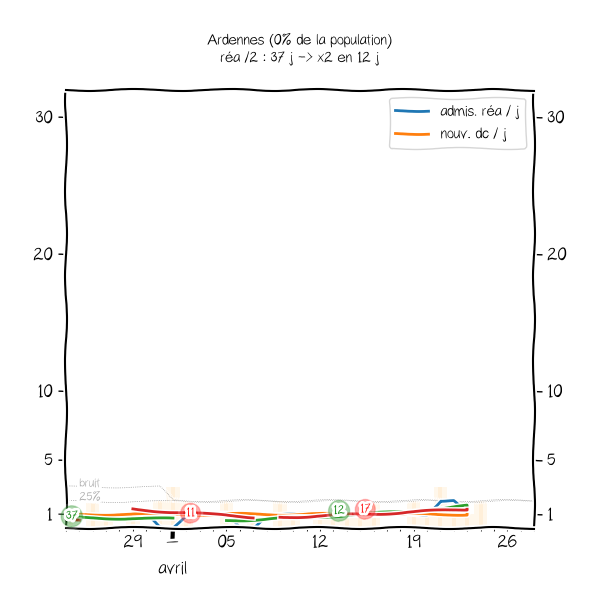 Ardennes (0% de la population)
réa /2 : 37 j -> x2 en 12 j
admis. réa / j
nouv. dc / j
30 30
20 20
10 10
5 5
bruit
25%
1 37 11 12 17 1
29 1 05 12 19 26
avril